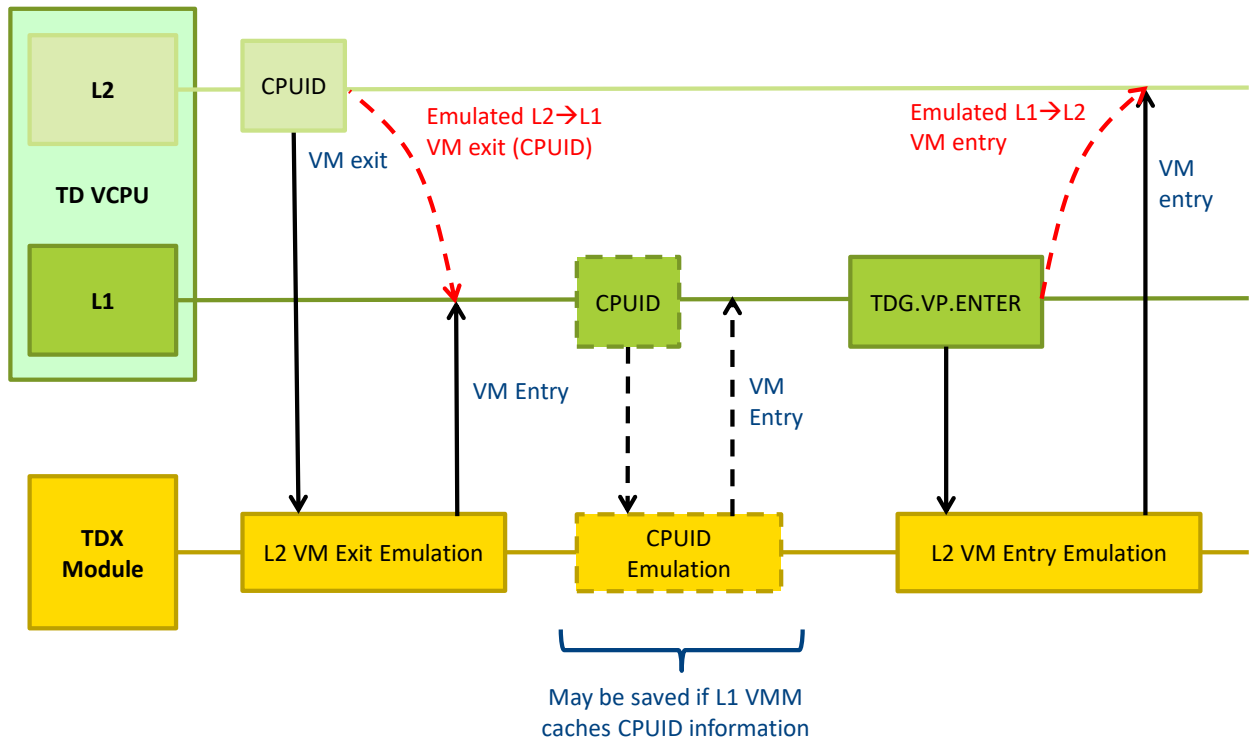 L2
TD VCPU
L1
CPUID
VM exit
Emulated L2→L1
VM exit (CPUID)
Emulated L1→L2
VM entry
VM
entry
CPUID
TDG.VP.ENTER
VM Entry
VM
Entry
TDX
Module
L2 VM Exit Emulation
CPUID
Emulation
L2 VM Entry Emulation
May be saved if L1 VMM
caches CPUID information